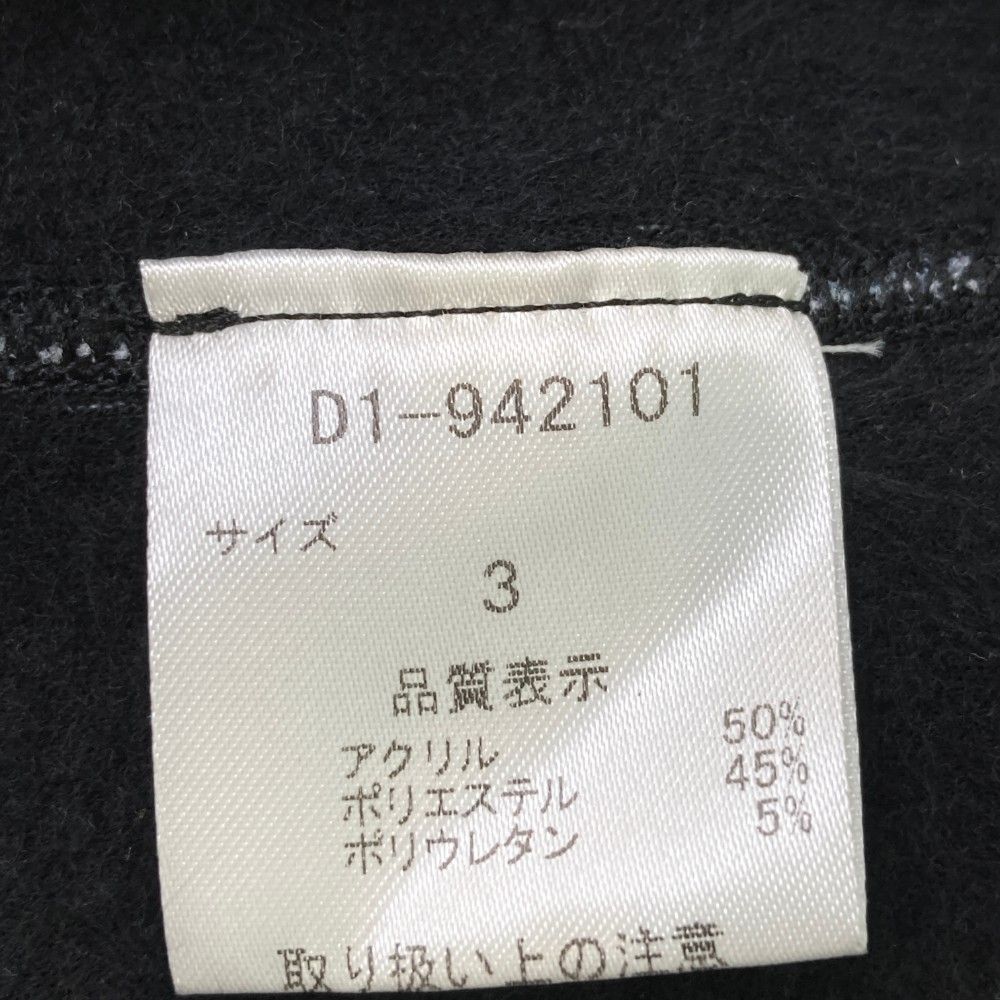 D1-942101
サイズ
3
品質表示
アクリル 50%
ポリエステル 45%
ポリウレタン 5%
取り扱い上の注意